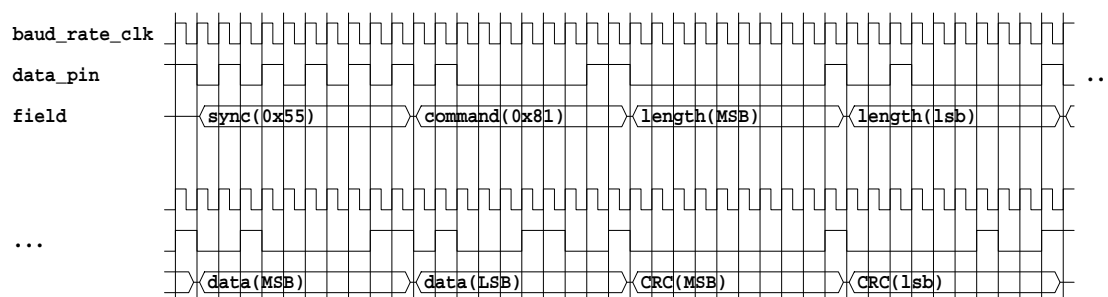 baud_rate_clk
data_pin
..
field sync(0x55) command(0x81) length(MSB) length(lsb)
...
data(MSB) data(LSB) CRC(MSB) CRC(lsb)